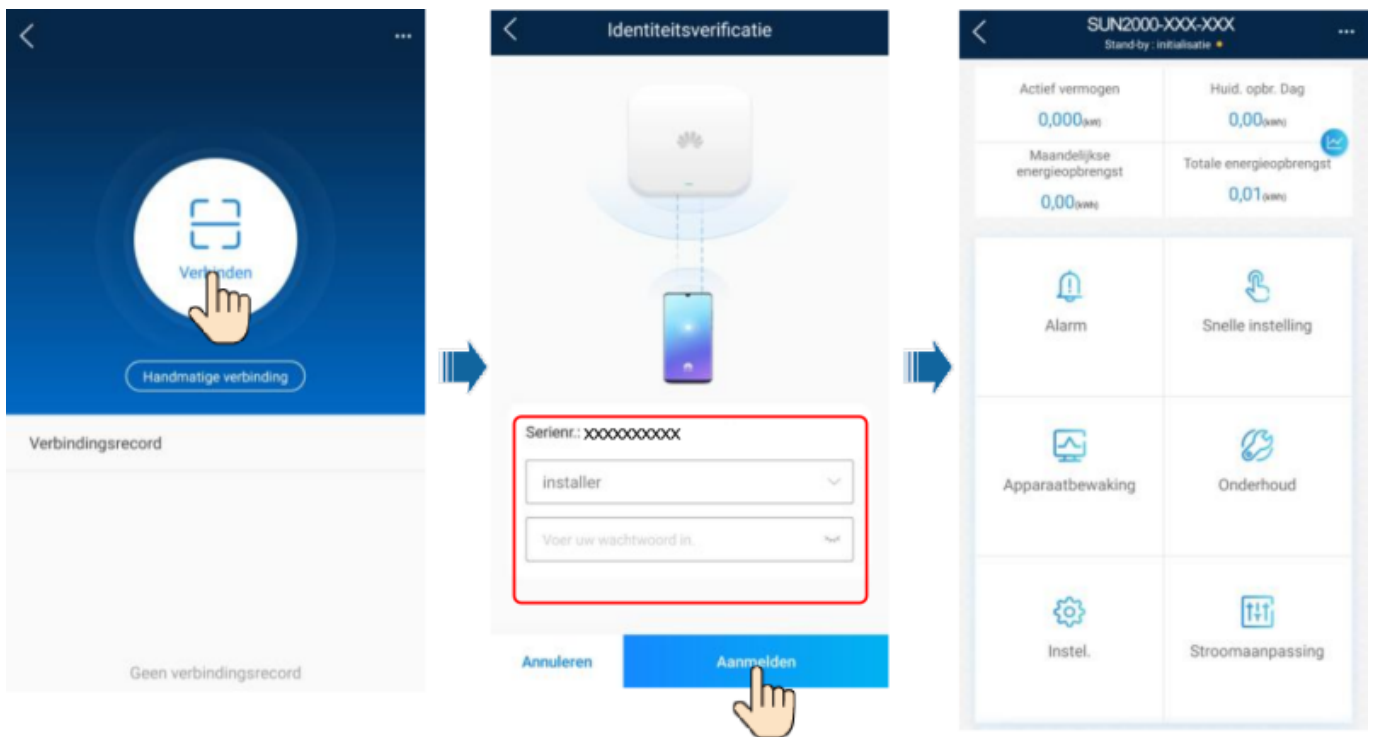 ...
Verbinden
Handmatige verbinding
Verbindingsrecord
Geen verbindingsrecord
Identiteitsverificatie
Serienr.: XXXXXXXXXX
installer
Voer uw wachtwoord in.
Annuleren
Aanmelden
SUN2000-XXX-XXX
...
Stand-by : initialisatie
Actief vermogen
Huid. opbr. Dag
0,000(kW)
0,00(kWh)
Maandelijkse
energieopbrengst
Totale energieopbrengst
0,00(kWh)
0,01(kWh)
Alarm
Snelle instelling
Apparaatbewaking
Onderhoud
Instel.
Stroomaanpassing